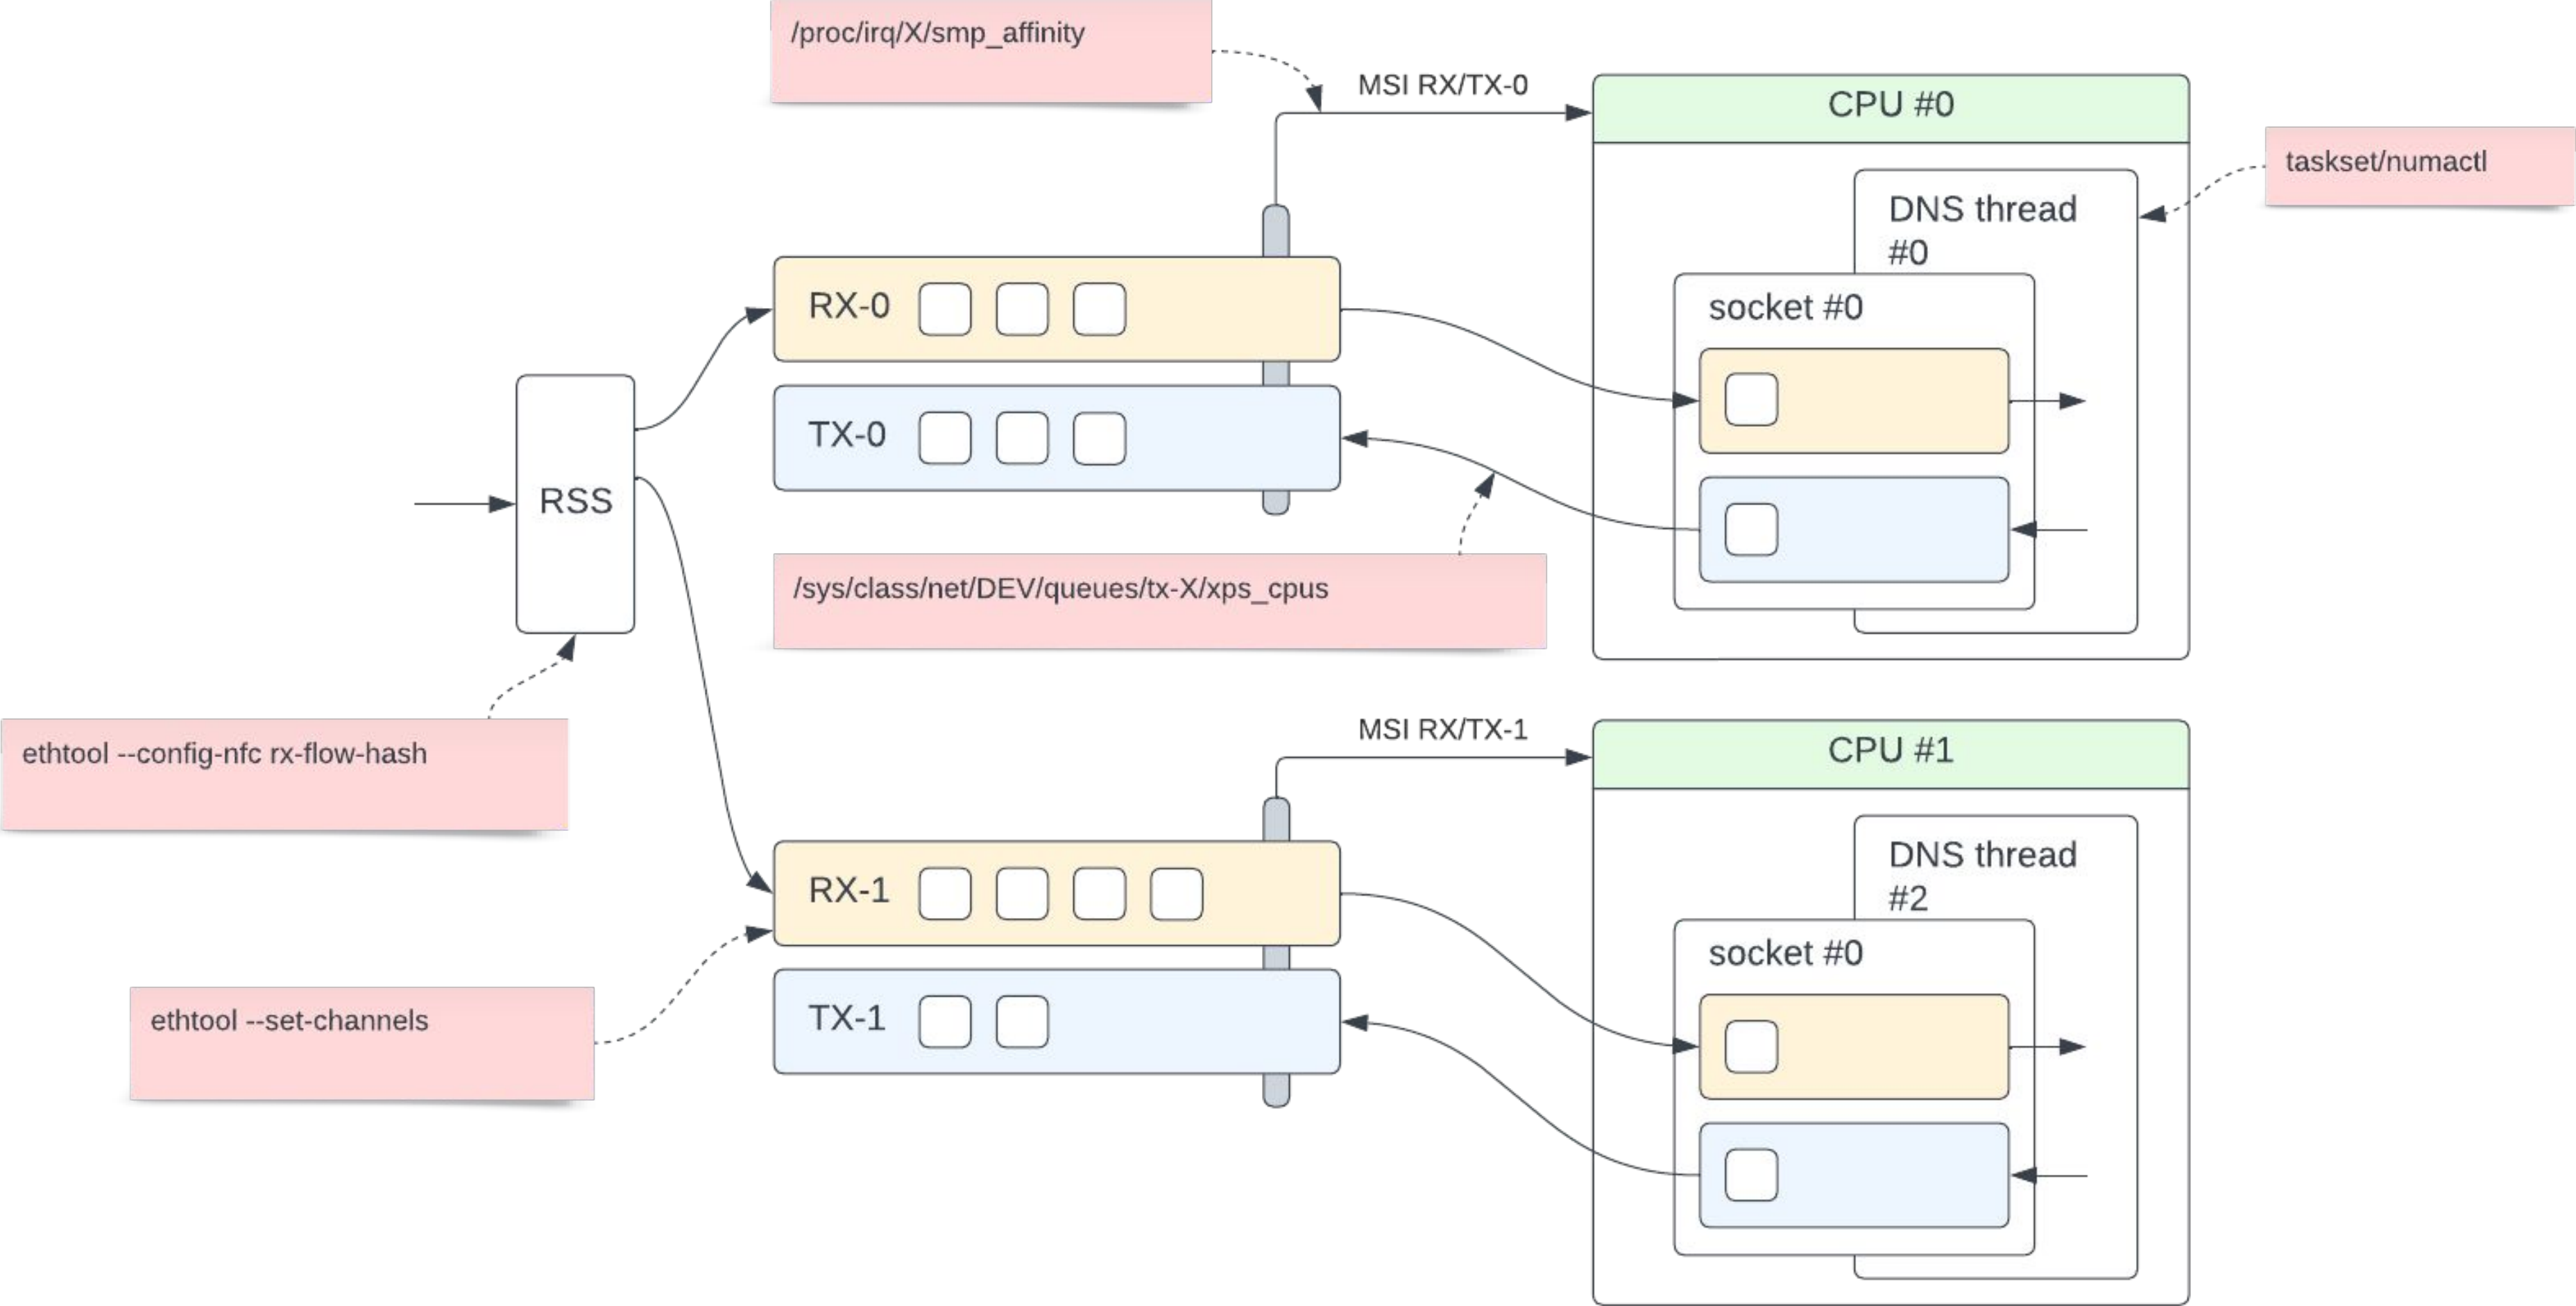 /proc/irq/X/smp_affinity
MSI RX/TX-0
CPU #0
taskset/numactl
DNS thread
#0
RX-0
socket #0
TX-0
RSS
/sys/class/net/DEV/queues/tx-X/xps_cpus
ethtool --config-nfc rx-flow-hash
MSI RX/TX-1
CPU #1
DNS thread
#2
RX-1
socket #0
ethtool --set-channels
TX-1